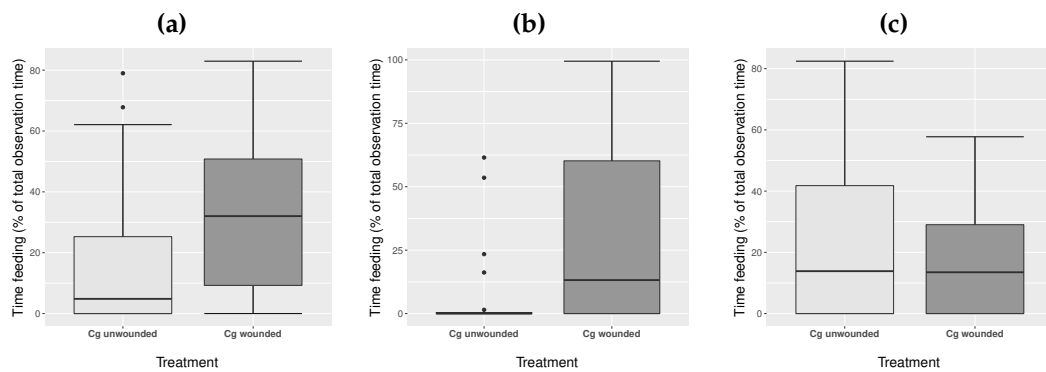 (a)
Time feeding (% of total observation time)
80
60
40
20
0
Cg unwounded Cg wounded
Treatment
(b)
Time feeding (% of total observation time)
100
75
50
25
0
Cg unwounded Cg wounded
Treatment
(c)
Time feeding (% of total observation time)
80
60
40
20
0
Cg unwounded Cg wounded
Treatment